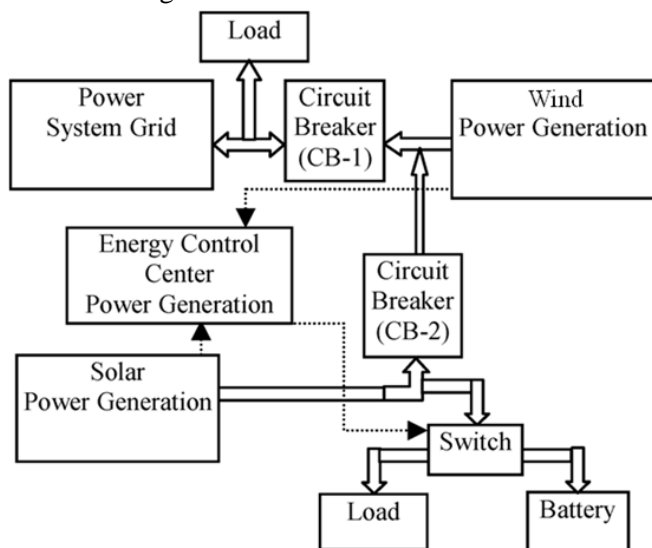 Load
Power
System Grid
Circuit
Breaker
(CB-1)
Wind
Power Generation
Energy Control
Center
Power Generation
Circuit
Breaker
(CB-2)
Solar
Power Generation
Switch
Load
Battery